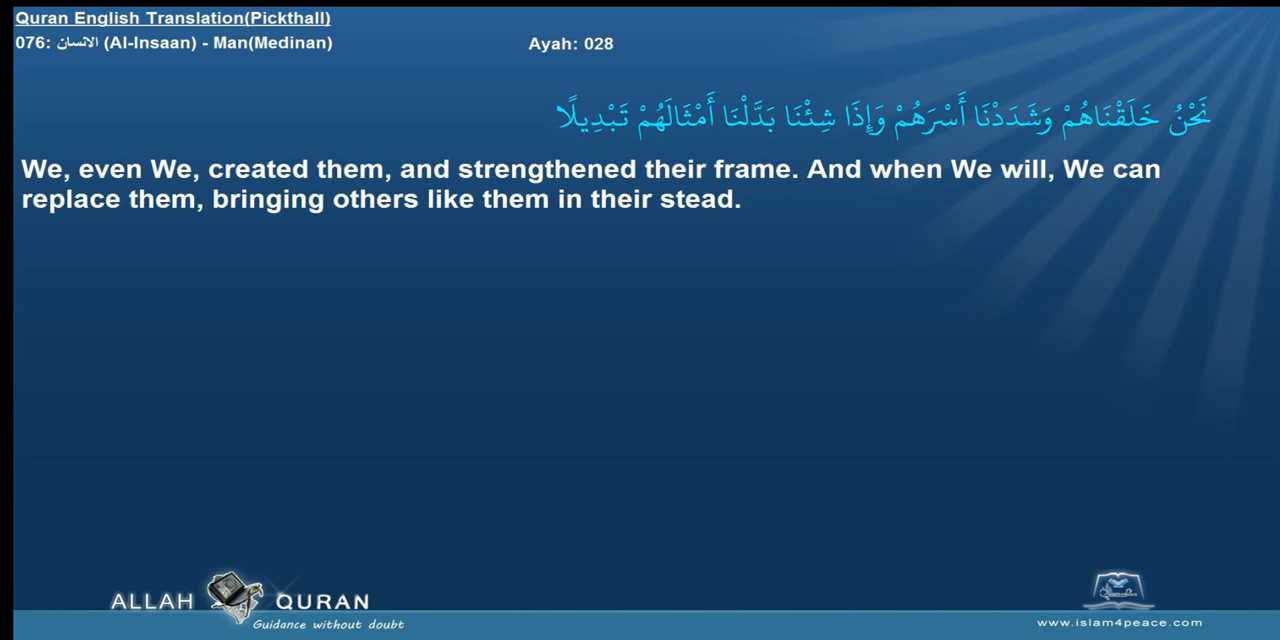 Quran English Translation(Pickthall)
076: الانسان (Al-Insaan) - Man(Medinan)
Ayah: 028
نَحْنُ خَلَقْنَاهُمْ وَشَدَدْنَا أَسْرَهُمْ وَإِذَا شِئْنَا بَدَّلْنَا أَمْثَالَهُمْ تَبْدِيلًا
We, even We, created them, and strengthened their frame. And when We will, We can
replace them, bringing others like them in their stead.
ALLAH QURAN
Guidance without doubt
www.islam4peace.com